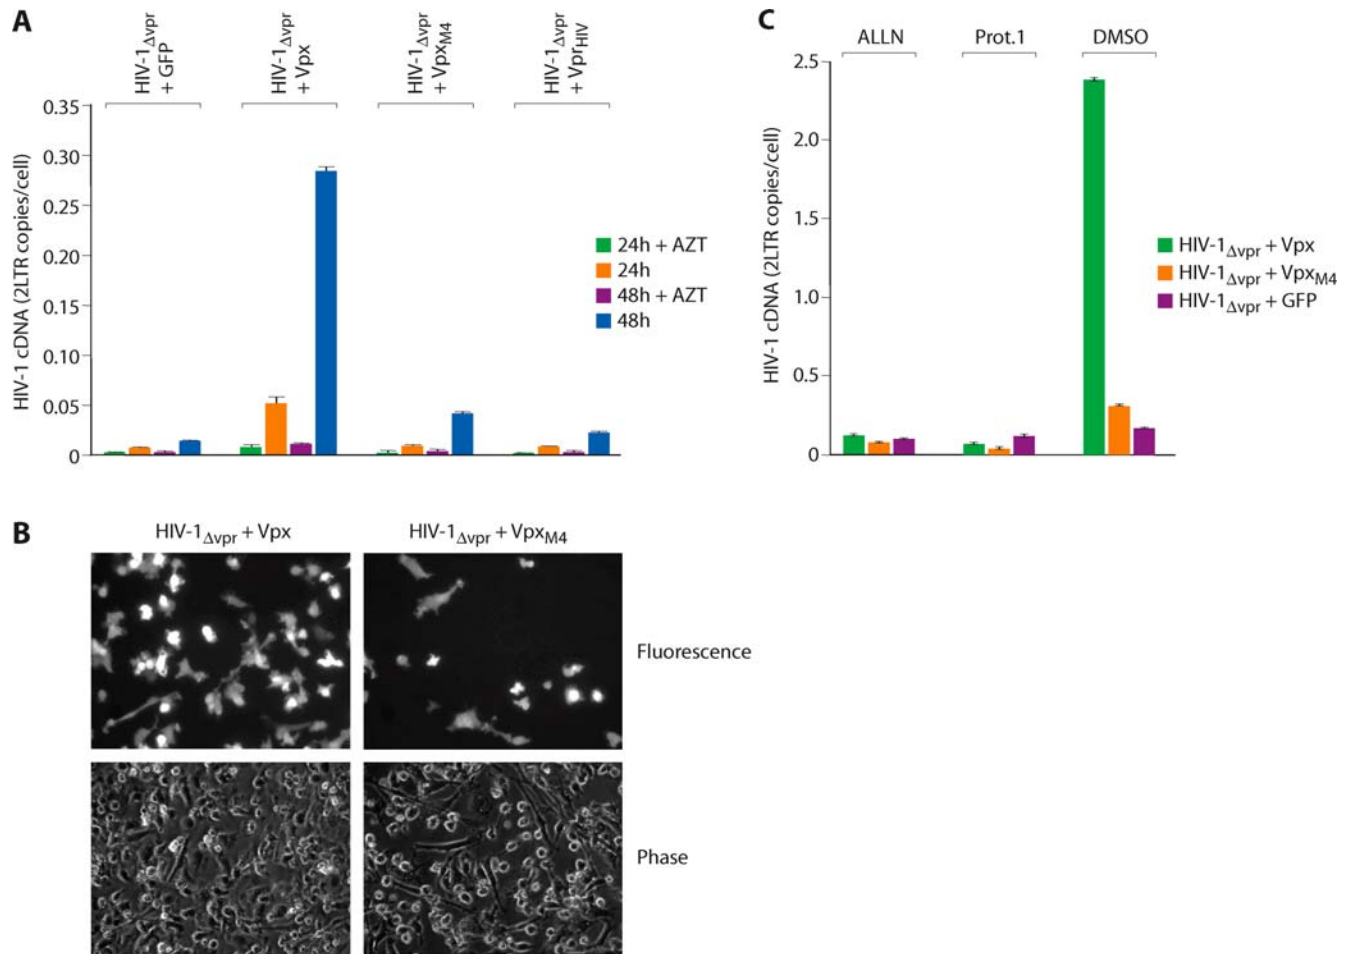 A
HIV-1Δvpr
+ GFP
HIV-1Δvpr
+ Vpx
HIV-1Δvpr
+ VpxM4
HIV-1Δvpr
+ VprHIV
HIV-1 cDNA (2LTR copies/cell)
0.35
0.30
0.25
0.20
0.15
0.10
0.05
0
24h + AZT
24h
48h + AZT
48h
C
ALLN
Prot.1
DMSO
HIV-1 cDNA (2LTR copies/cell)
2.5
2.0
1.5
1.0
0.5
0
HIV-1Δvpr + Vpx
HIV-1Δvpr + VpxM4
HIV-1Δvpr + GFP
B
HIV-1Δvpr + Vpx
HIV-1Δvpr + VpxM4
Fluorescence
Phase